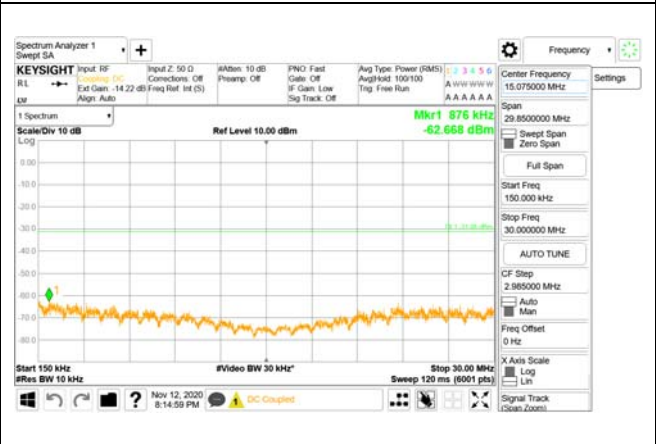 Spectrum Analyzer 1
Swept SA
+
Frequency
KEYSIGHT
RL
Input: RF
Coupling: DC
Ext Gain: -14.22 dB
Align: Auto
Input Z: 50 Ω
Corrections: Off
Freq Ref: Int (S)
#Atten: 10 dB
Preamp: Off
PNO: Fast
Gate: Off
IF Gain: Low
Sig Track: Off
Avg Type: Power (RMS)
Avg|Hold: 100/100
Trig: Free Run
1 2 3 4 5 6
A W W W W W
A A A A A A
1 Spectrum
Scale/Div 10 dB
Log
Ref Level 10.00 dBm
Mkr1 876 kHz
-62.668 dBm
0.00
-10.0
-20.0
-30.0
-40.0
-50.0
-60.0
-70.0
-80.0
1
Start 150 kHz
#Res BW 10 kHz
#Video BW 30 kHz*
Stop 30.00 MHz
Sweep 120 ms (6001 pts)
Nov 12, 2020
8:14:59 PM
DC Coupled
Center Frequency
15.075000 MHz
Settings
Span
29.8500000 MHz
Swept Span
Zero Span
Full Span
Start Freq
150.000 kHz
Stop Freq
30.000000 MHz
AUTO TUNE
CF Step
2.985000 MHz
Auto
Man
Freq Offset
0 Hz
X Axis Scale
Log
Lin
Signal Track
(Span Zoom)